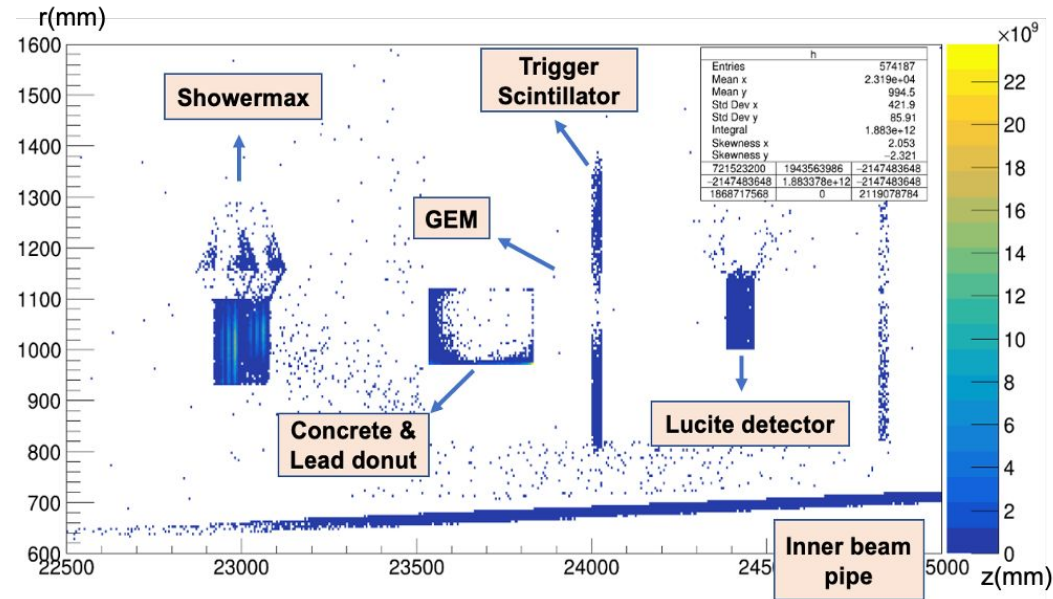 r(mm)
×10⁹
1600
1500
1400
1300
1200
1100
1000
900
800
700
600
22500
23000
23500
24000
24
5000
z(mm)
22
20
18
16
14
12
10
8
6
4
2
0
h
Entries 574187
Mean x 2.319e+04
Mean y 994.5
Std Dev x 421.9
Std Dev y 85.91
Integral 1.883e+12
Skewness x 2.053
Skewness y −2.321
721523200 1943563986 −2147483648
−2147483648 1.883378e+12 −2147483648
1868717568 0 2119078784
Showermax
Trigger
Scintillator
GEM
Concrete &
Lead donut
Lucite detector
Inner beam
pipe